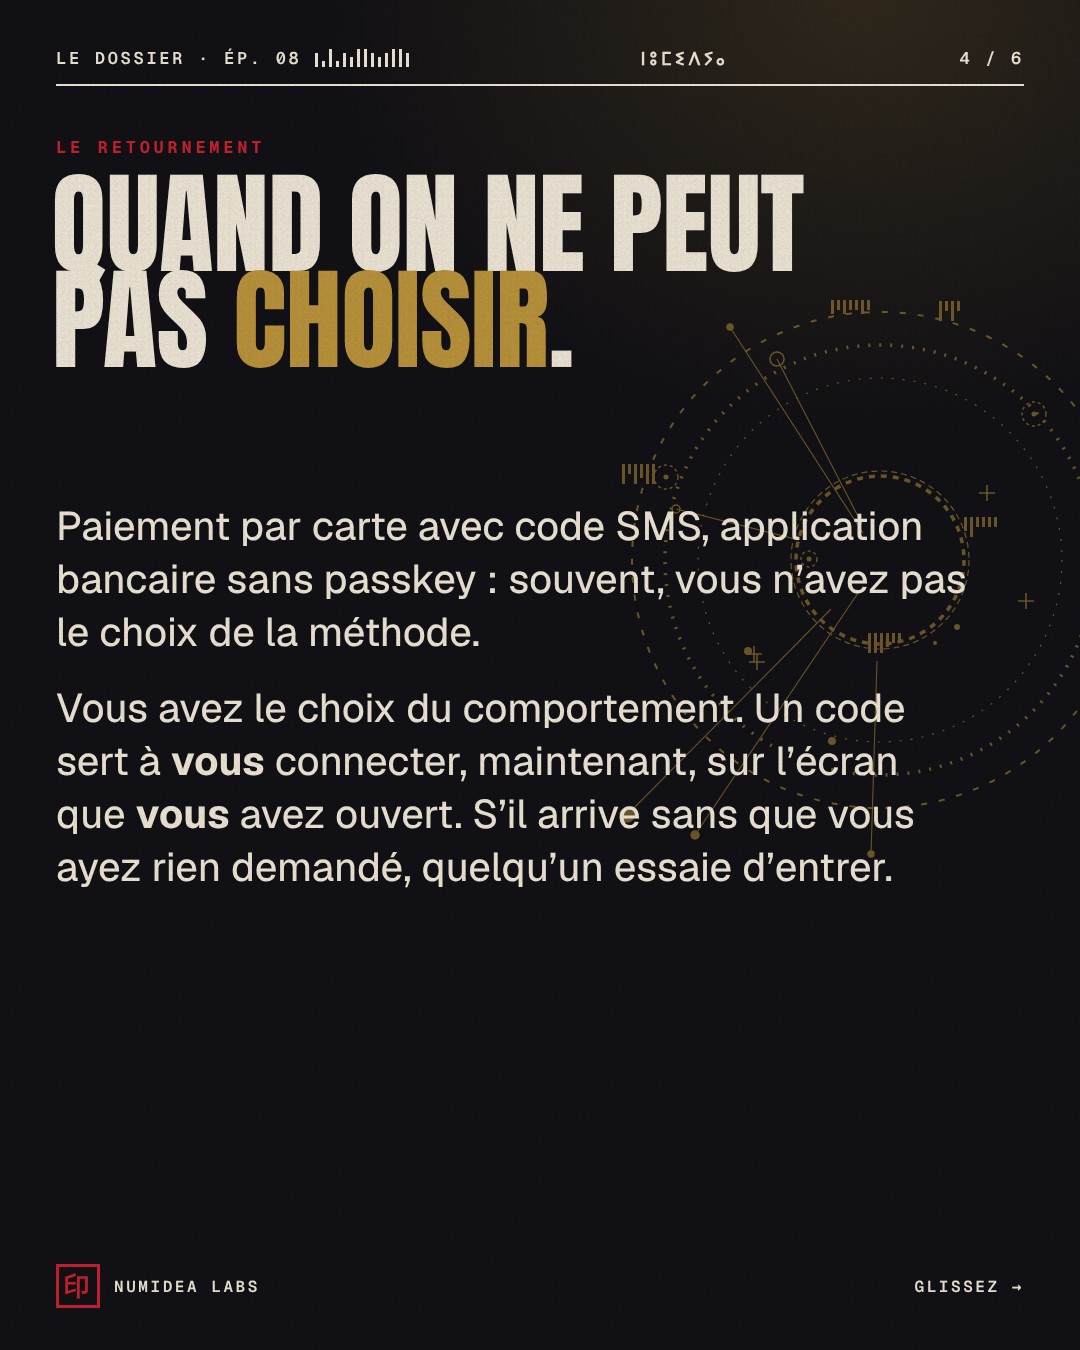 LE DOSSIER · ÉP. 08
ⵏⵓⵎⵉⴷⵢⴰ
4 / 6
LE RETOURNEMENT
QUAND ON NE PEUT
PAS CHOISIR.
Paiement par carte avec code SMS, application
bancaire sans passkey : souvent, vous n’avez pas
le choix de la méthode.
Vous avez le choix du comportement. Un code
sert à vous connecter, maintenant, sur l’écran
que vous avez ouvert. S’il arrive sans que vous
ayez rien demandé, quelqu’un essaie d’entrer.
印
NUMIDEA LABS
GLISSEZ →